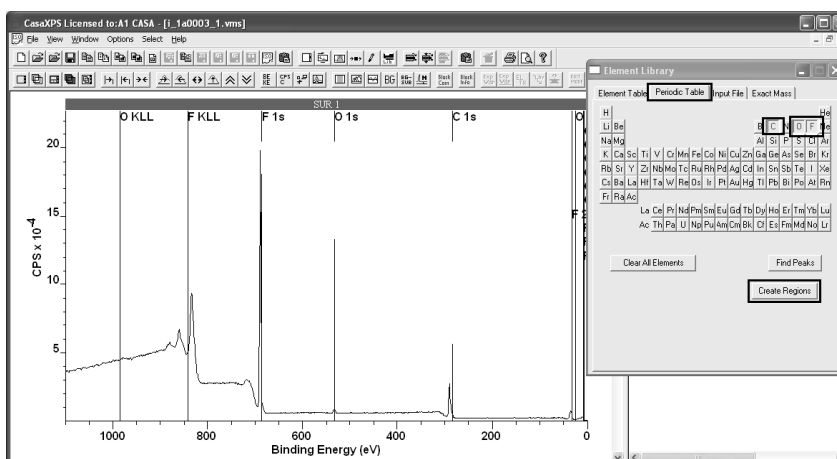 CasaXPS Licensed to:A1 CASA - [i_1a0003_1.vms]
File View Window Options Select Help
SUR 1
O KLL F KLL F 1s O 1s C 1s O
F
20
15
10
5
CPS x 10⁻⁴
1000 800 600 400 200 0
Binding Energy (eV)
Element Library
Element Table Periodic Table Input File Exact Mass
H He
Li Be B C N O F Ne
Na Mg Al Si P S Cl Ar
K Ca Sc Ti V Cr Mn Fe Co Ni Cu Zn Ga Ge As Se Br Kr
Rb Sr Y Zr Nb Mo Tc Ru Rh Pd Ag Cd In Sn Sb Te I Xe
Cs Ba La Hf Ta W Re Os Ir Pt Au Hg Tl Pb Bi Po At Rn
Fr Ra Ac
La Ce Pr Nd Pm Sm Eu Gd Tb Dy Ho Er Tm Yb Lu
Ac Th Pa U Np Pu Am Cm Bk Cf Es Fm Md No Lr
Clear All Elements Find Peaks
Create Regions